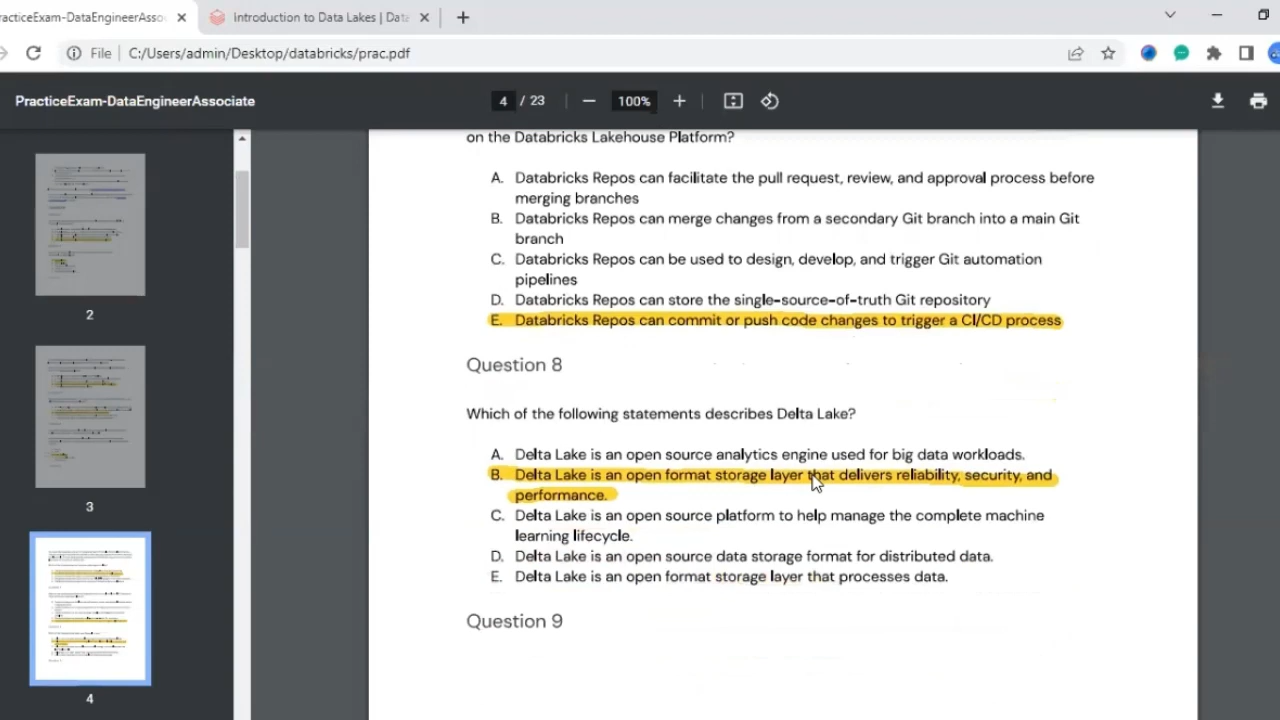 racticeExam-DataEngineerAsso
Introduction to Data Lakes | Data
File
C:/Users/admin/Desktop/databricks/prac.pdf
PracticeExam-DataEngineerAssociate
4 / 23
100%
2
3
4
on the Databricks Lakehouse Platform?
A. Databricks Repos can facilitate the pull request, review, and approval process before
merging branches
B. Databricks Repos can merge changes from a secondary Git branch into a main Git
branch
C. Databricks Repos can be used to design, develop, and trigger Git automation
pipelines
D. Databricks Repos can store the single-source-of-truth Git repository
E. Databricks Repos can commit or push code changes to trigger a CI/CD process
Question 8
Which of the following statements describes Delta Lake?
A. Delta Lake is an open source analytics engine used for big data workloads.
B. Delta Lake is an open format storage layer that delivers reliability, security, and
performance.
C. Delta Lake is an open source platform to help manage the complete machine
learning lifecycle.
D. Delta Lake is an open source data storage format for distributed data.
E. Delta Lake is an open format storage layer that processes data.
Question 9